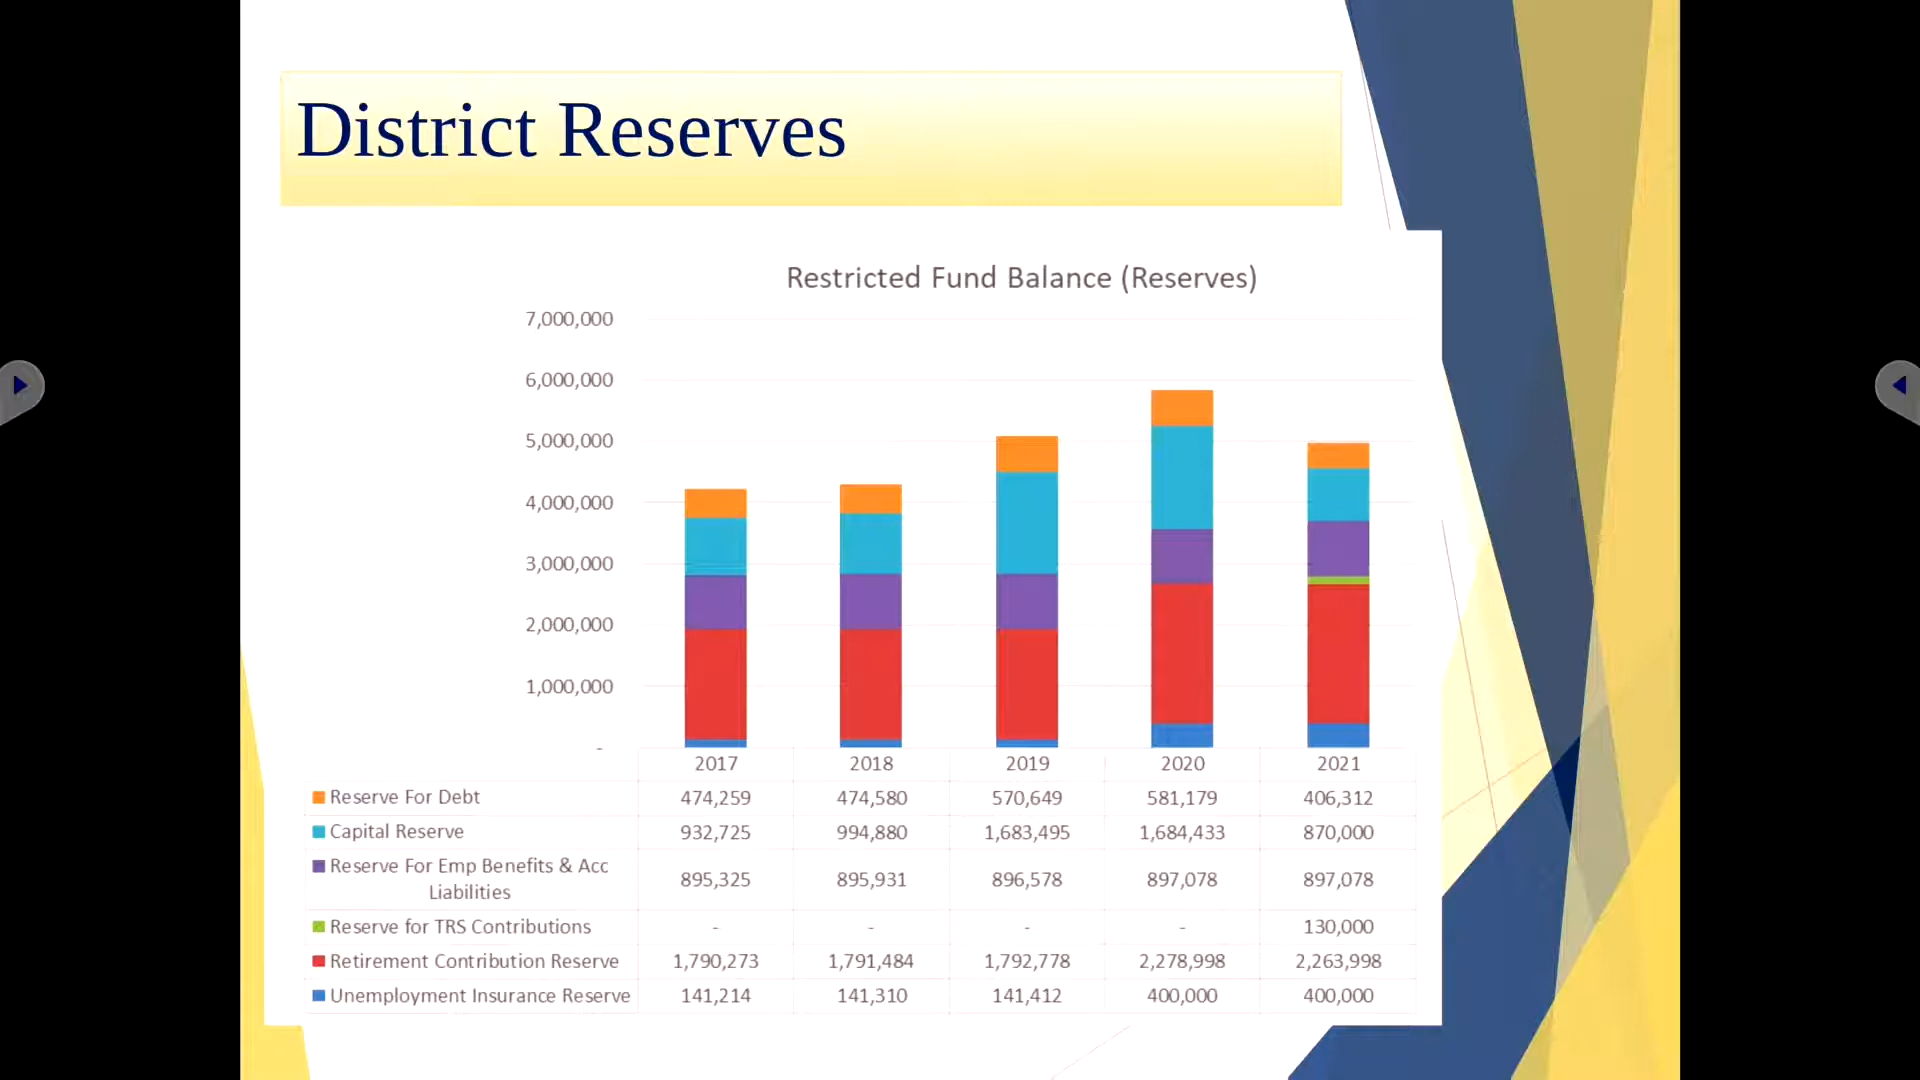 District Reserves
Restricted Fund Balance (Reserves)
7,000,000
6,000,000
5,000,000
4,000,000
3,000,000
2,000,000
1,000,000
-
2017 2018 2019 2020 2021
Reserve For Debt 474,259 474,580 570,649 581,179 406,312
Capital Reserve 932,725 994,880 1,683,495 1,684,433 870,000
Reserve For Emp Benefits & Acc
Liabilities 895,325 895,931 896,578 897,078 897,078
Reserve for TRS Contributions - - - - 130,000
Retirement Contribution Reserve 1,790,273 1,791,484 1,792,778 2,278,998 2,263,998
Unemployment Insurance Reserve 141,214 141,310 141,412 400,000 400,000